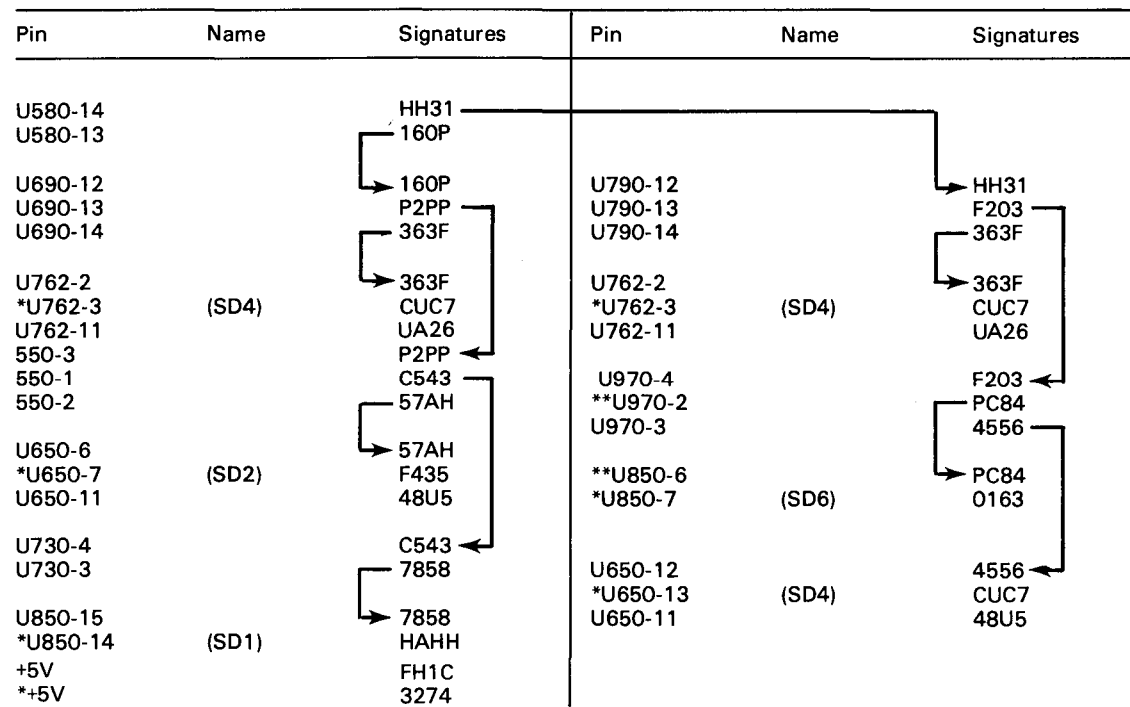 Pin Name Signatures
U580-14 HH31
U580-13 160P
U690-12 160P
U690-13 P2PP
U690-14 363F
U762-2 363F
*U762-3 (SD4) CUC7
U762-11 UA26
550-3 P2PP
550-1 C543
550-2 57AH
U650-6 57AH
*U650-7 (SD2) F435
U650-11 48U5
U730-4 C543
U730-3 7858
U850-15 7858
*U850-14 (SD1) HAHH
+5V FH1C
*+5V 3274
Pin Name Signatures
U790-12 HH31
U790-13 F203
U790-14 363F
U762-2 363F
*U762-3 (SD4) CUC7
U762-11 UA26
U970-4 F203
**U970-2 PC84
U970-3 4556
**U850-6 PC84
*U850-7 (SD6) 0163
U650-12 4556
*U650-13 (SD4) CUC7
U650-11 48U5